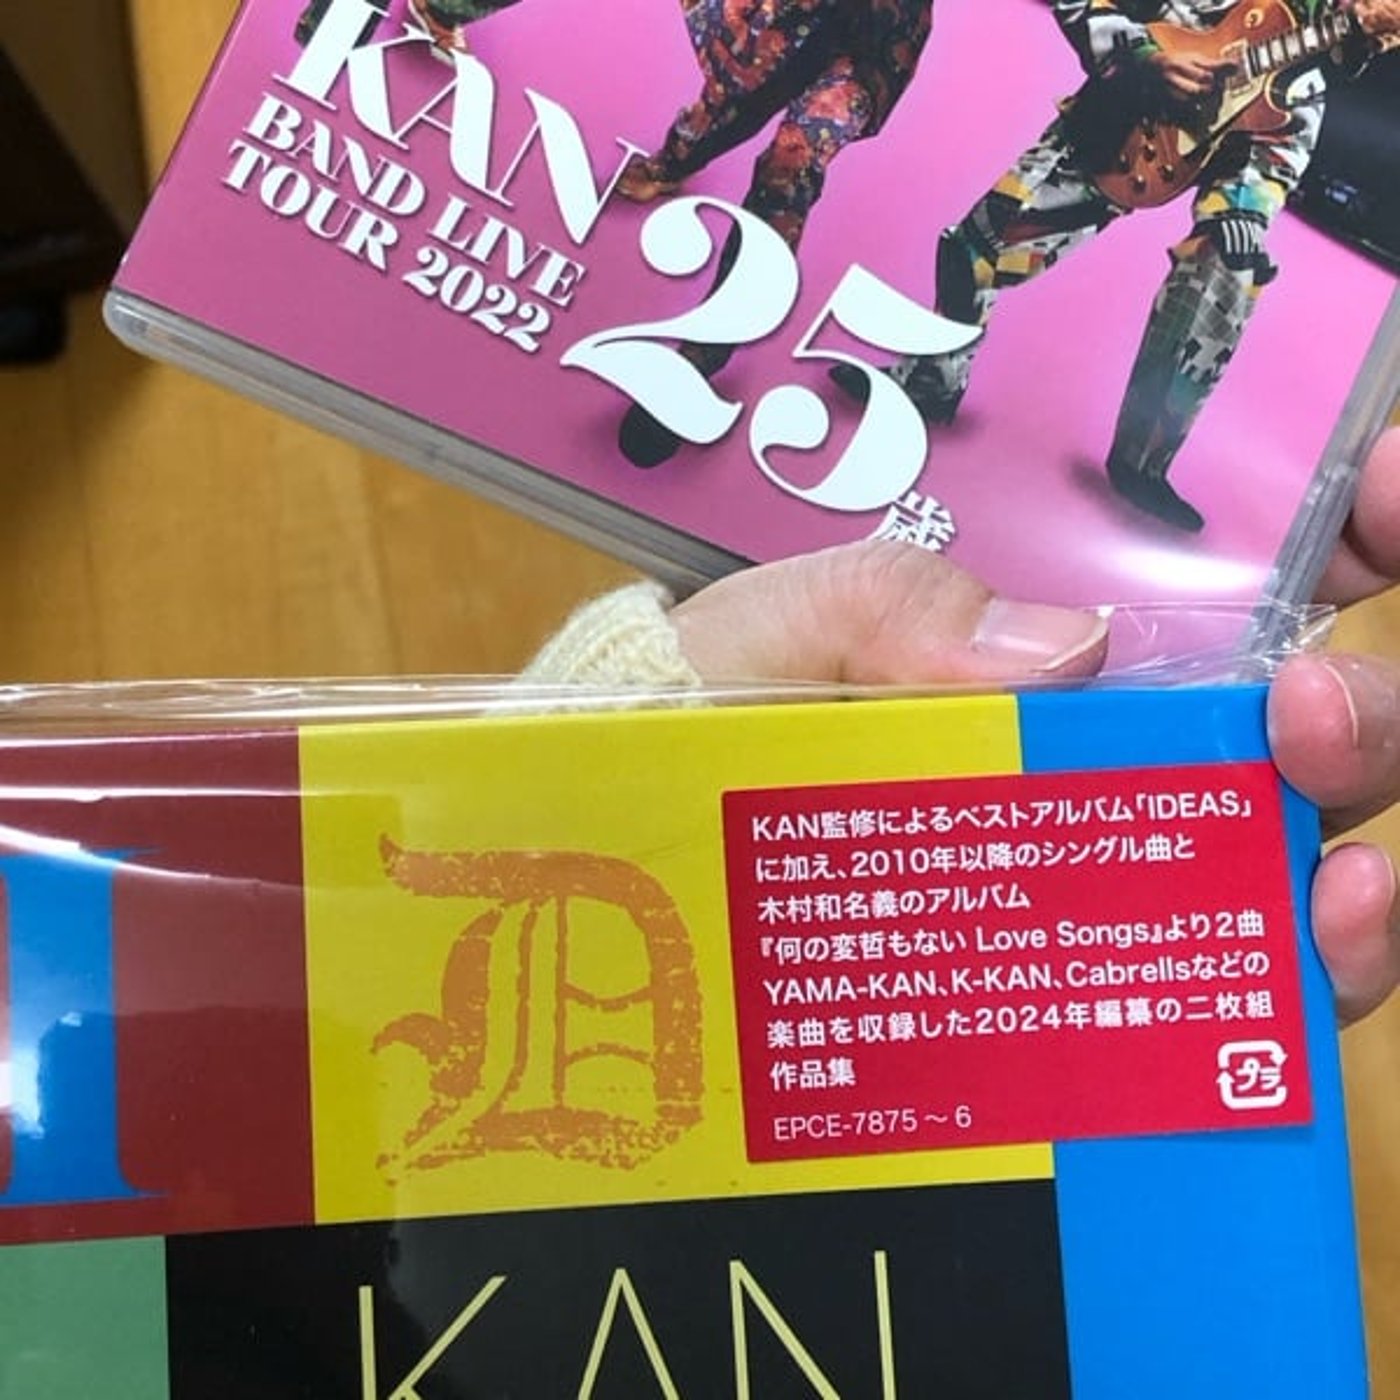 KAN
BAND LIVE
TOUR 2022
25
歳
I D
KAN監修によるベストアルバム「IDEAS」
に加え、2010年以降のシングル曲と
木村和名義のアルバム
『何の変哲もない Love Songs』より2曲
YAMA-KAN、K-KAN、Cabrellsなどの
楽曲を収録した2024年編纂の二枚組
作品集
プラ
EPCE-7875～6
KAN